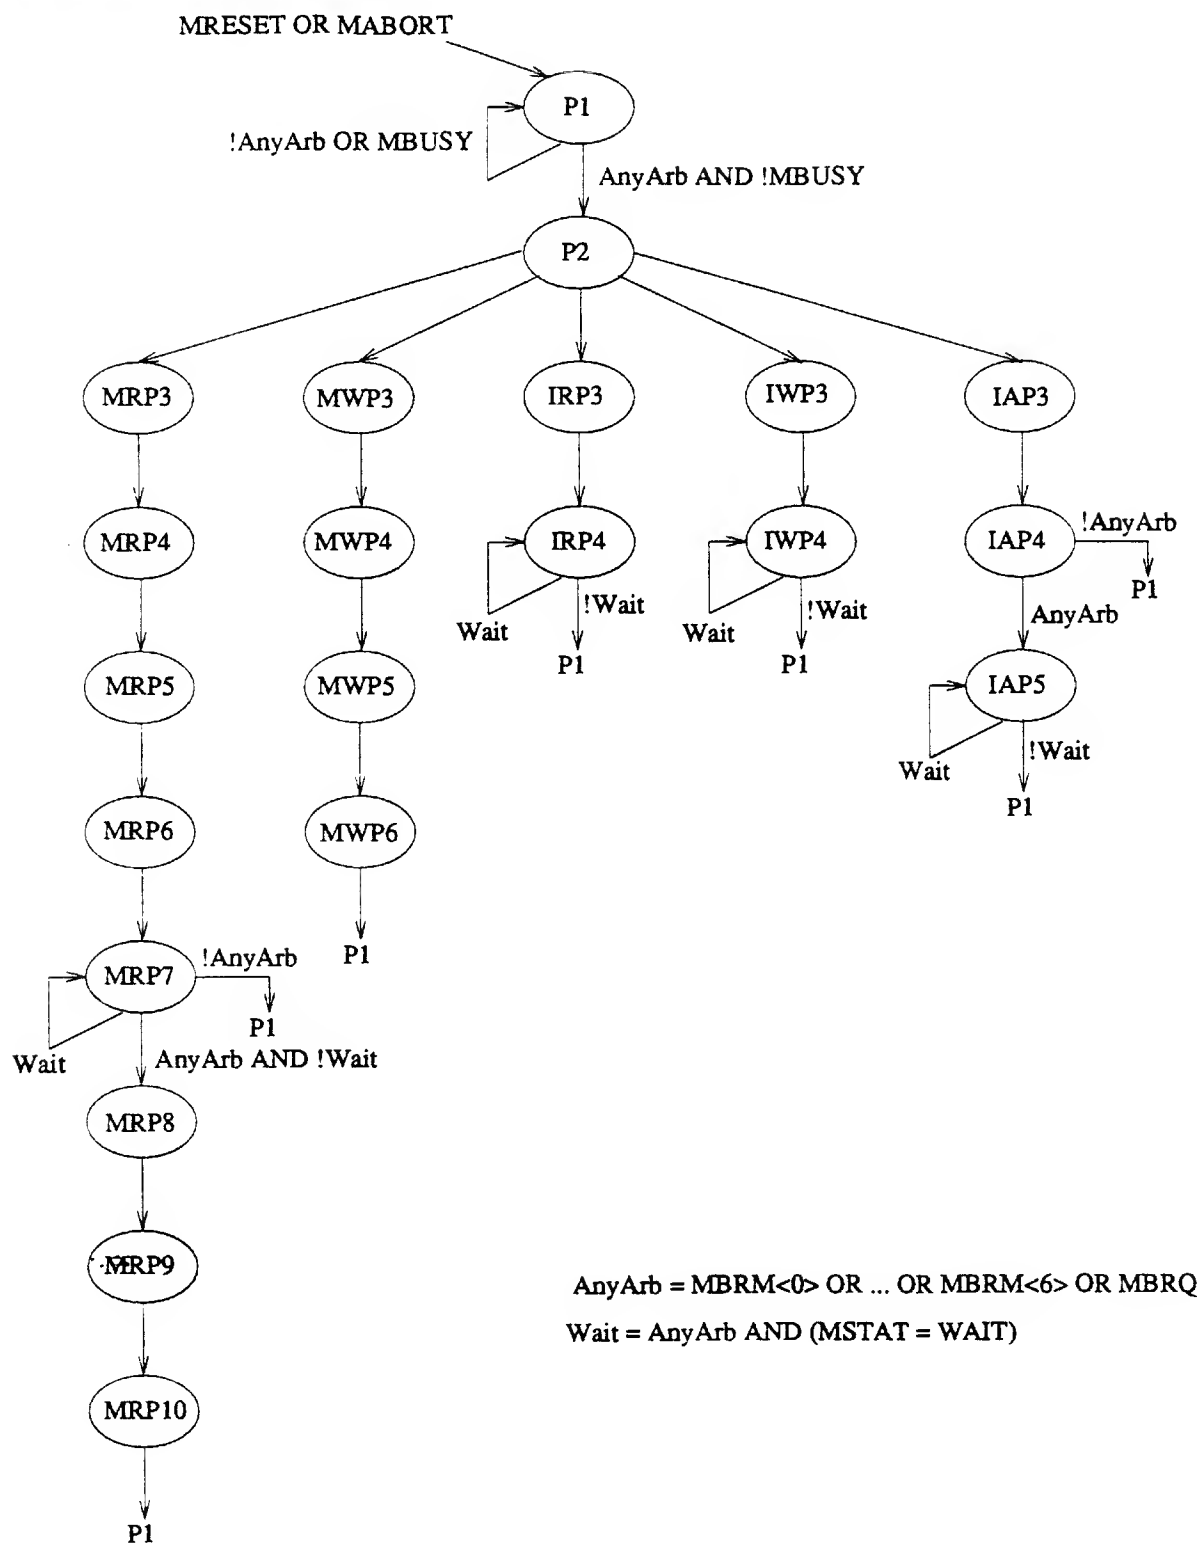 MRESET OR MABORT
P1
!AnyArb OR MBUSY
AnyArb AND !MBUSY
P2
MRP3
MWP3
IRP3
IWP3
IAP3
MRP4
MWP4
IRP4
IWP4
IAP4
!AnyArb
P1
Wait
!Wait
P1
Wait
!Wait
P1
AnyArb
MRP5
MWP5
IAP5
Wait
!Wait
P1
MRP6
MWP6
P1
MRP7
!AnyArb
P1
Wait
AnyArb AND !Wait
MRP8
MRP9
AnyArb = MBRM<0> OR ... OR MBRM<6> OR MBRQ
Wait = AnyArb AND (MSTAT = WAIT)
MRP10
P1